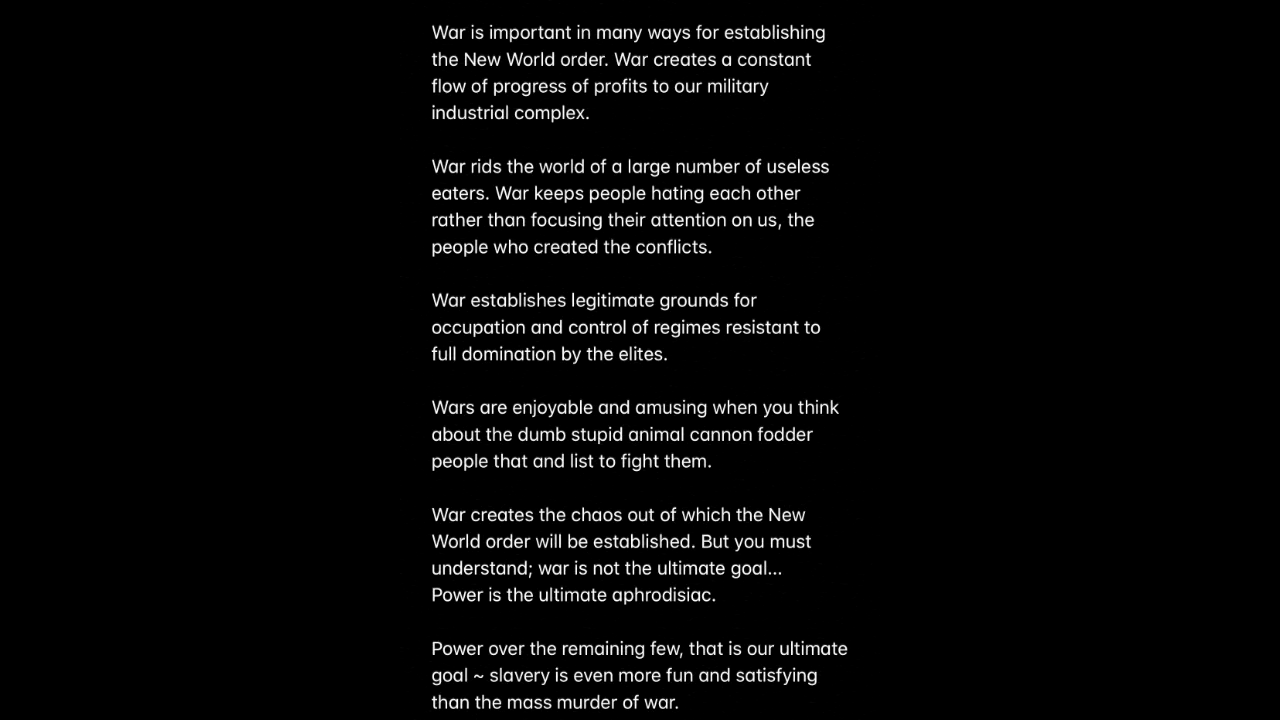 War is important in many ways for establishing
the New World order. War creates a constant
flow of progress of profits to our military
industrial complex.
War rids the world of a large number of useless
eaters. War keeps people hating each other
rather than focusing their attention on us, the
people who created the conflicts.
War establishes legitimate grounds for
occupation and control of regimes resistant to
full domination by the elites.
Wars are enjoyable and amusing when you think
about the dumb stupid animal cannon fodder
people that and list to fight them.
War creates the chaos out of which the New
World order will be established. But you must
understand; war is not the ultimate goal...
Power is the ultimate aphrodisiac.
Power over the remaining few, that is our ultimate
goal ~ slavery is even more fun and satisfying
than the mass murder of war.